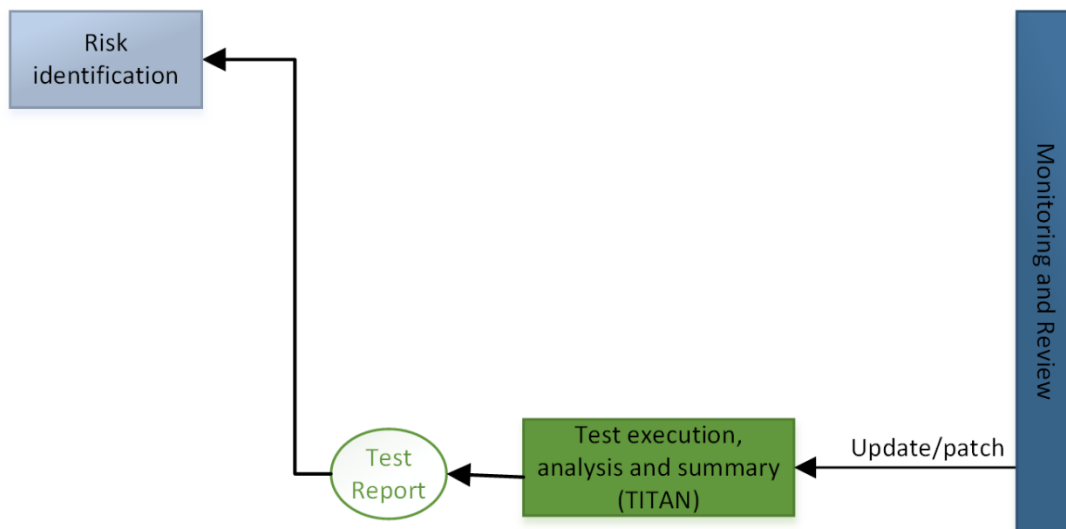 Risk
identification
Monitoring and Review
Update/patch
Test execution,
analysis and summary
(TITAN)
Test
Report